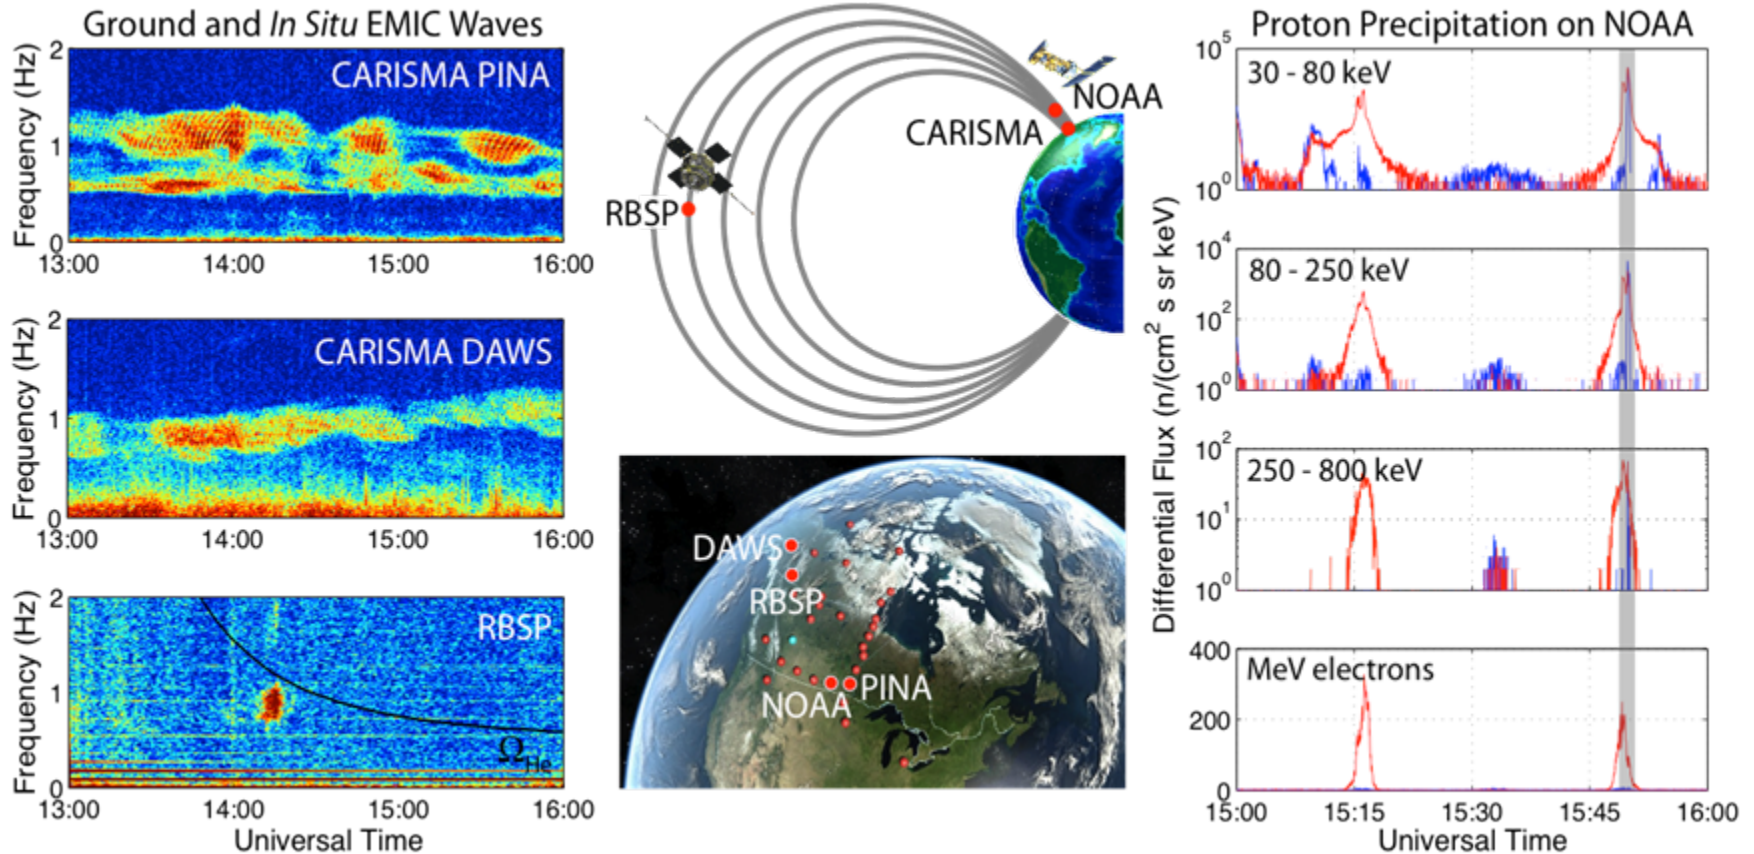 Ground and In Situ EMIC Waves
Frequency (Hz)
2
1
0
CARISMA PINA
13:00 14:00 15:00 16:00
Frequency (Hz)
2
1
0
CARISMA DAWS
13:00 14:00 15:00 16:00
Frequency (Hz)
2
1
0
RBSP
Ω_He
13:00 14:00 15:00 16:00
Universal Time
NOAA
CARISMA
RBSP
DAWS
RBSP
NOAA
PINA
Proton Precipitation on NOAA
Differential Flux (n/(cm² s sr keV)
10⁵
10⁰
30 - 80 keV
10⁴
10²
10⁰
80 - 250 keV
10²
10¹
10⁰
250 - 800 keV
400
200
0
MeV electrons
15:00 15:15 15:30 15:45 16:00
Universal Time